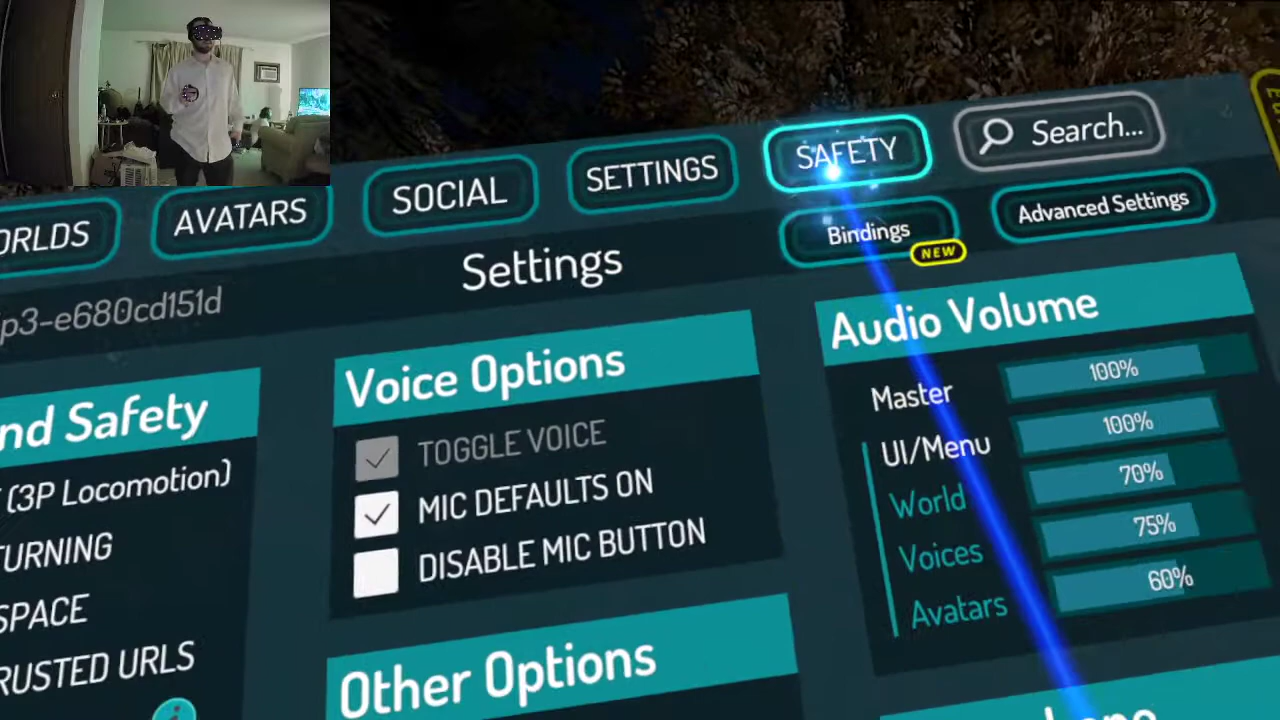 ORLDS
AVATARS
SOCIAL
SETTINGS
SAFETY
Search...
Bindings
NEW
Advanced Settings
p3-e680cd151d
Settings
nd Safety
(3P Locomotion)
TURNING
SPACE
RUSTED URLS
Voice Options
TOGGLE VOICE
MIC DEFAULTS ON
DISABLE MIC BUTTON
Other Options
Audio Volume
Master 100%
UI/Menu 100%
World 70%
Voices 75%
Avatars 60%